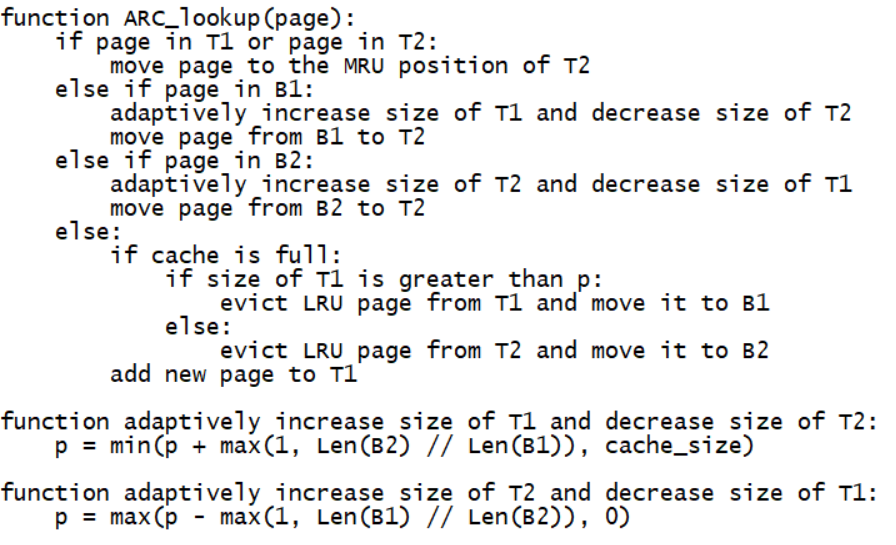 function ARC_lookup(page):
    if page in T1 or page in T2:
        move page to the MRU position of T2
    else if page in B1:
        adaptively increase size of T1 and decrease size of T2
        move page from B1 to T2
    else if page in B2:
        adaptively increase size of T2 and decrease size of T1
        move page from B2 to T2
    else:
        if cache is full:
            if size of T1 is greater than p:
                evict LRU page from T1 and move it to B1
            else:
                evict LRU page from T2 and move it to B2
        add new page to T1

function adaptively increase size of T1 and decrease size of T2:
    p = min(p + max(1, Len(B2) // Len(B1)), cache_size)

function adaptively increase size of T2 and decrease size of T1:
    p = max(p - max(1, Len(B1) // Len(B2)), 0)